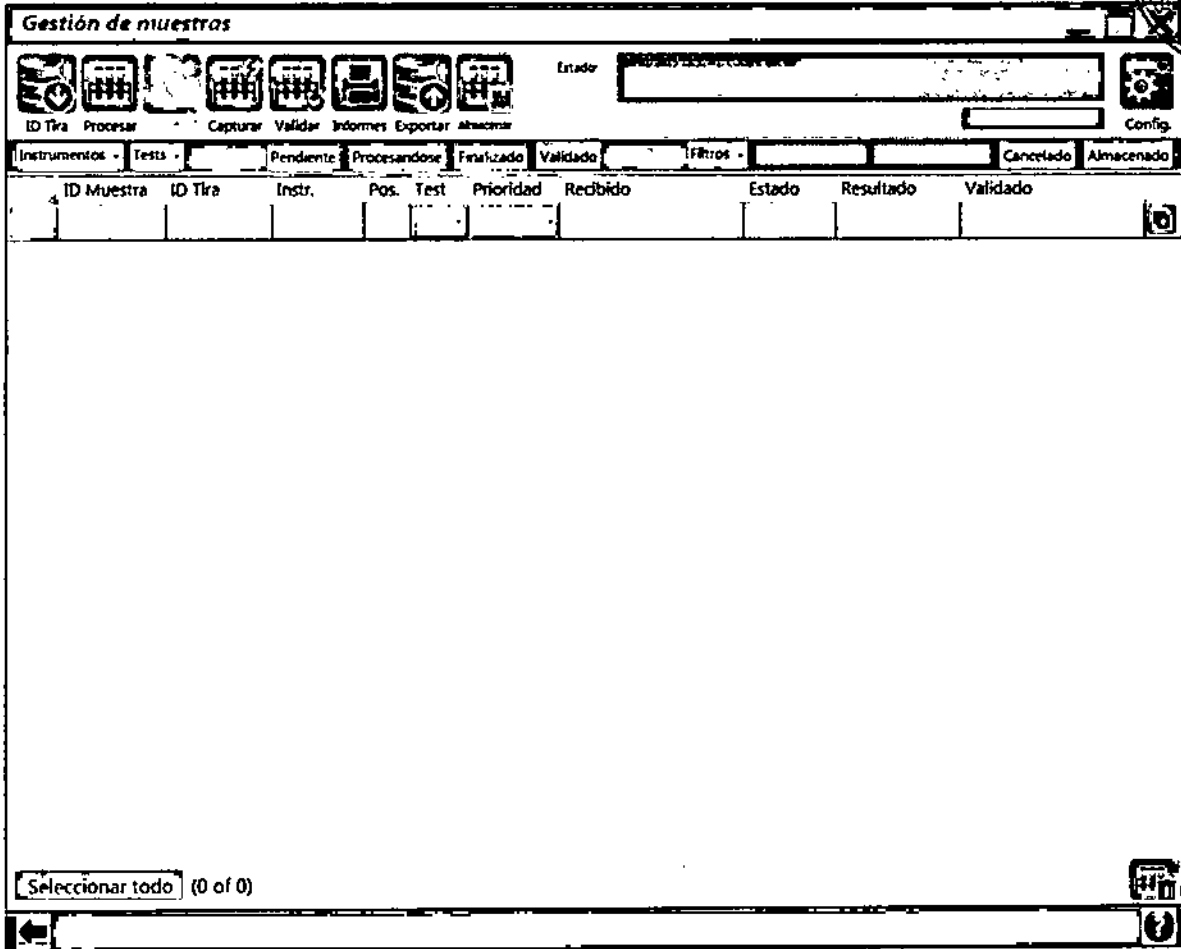 Gestión de muestras
Estado
ID Tira Procesar Capturar Validar Informes Exportar Almacenar Config.
Instrumentos Tests Pendiente Procesandose Finalizado Validado Filtros Cancelado Almacenado
ID Muestra ID Tira Instr. Pos. Test Prioridad Recibido Estado Resultado Validado
Seleccionar todo (0 of 0)